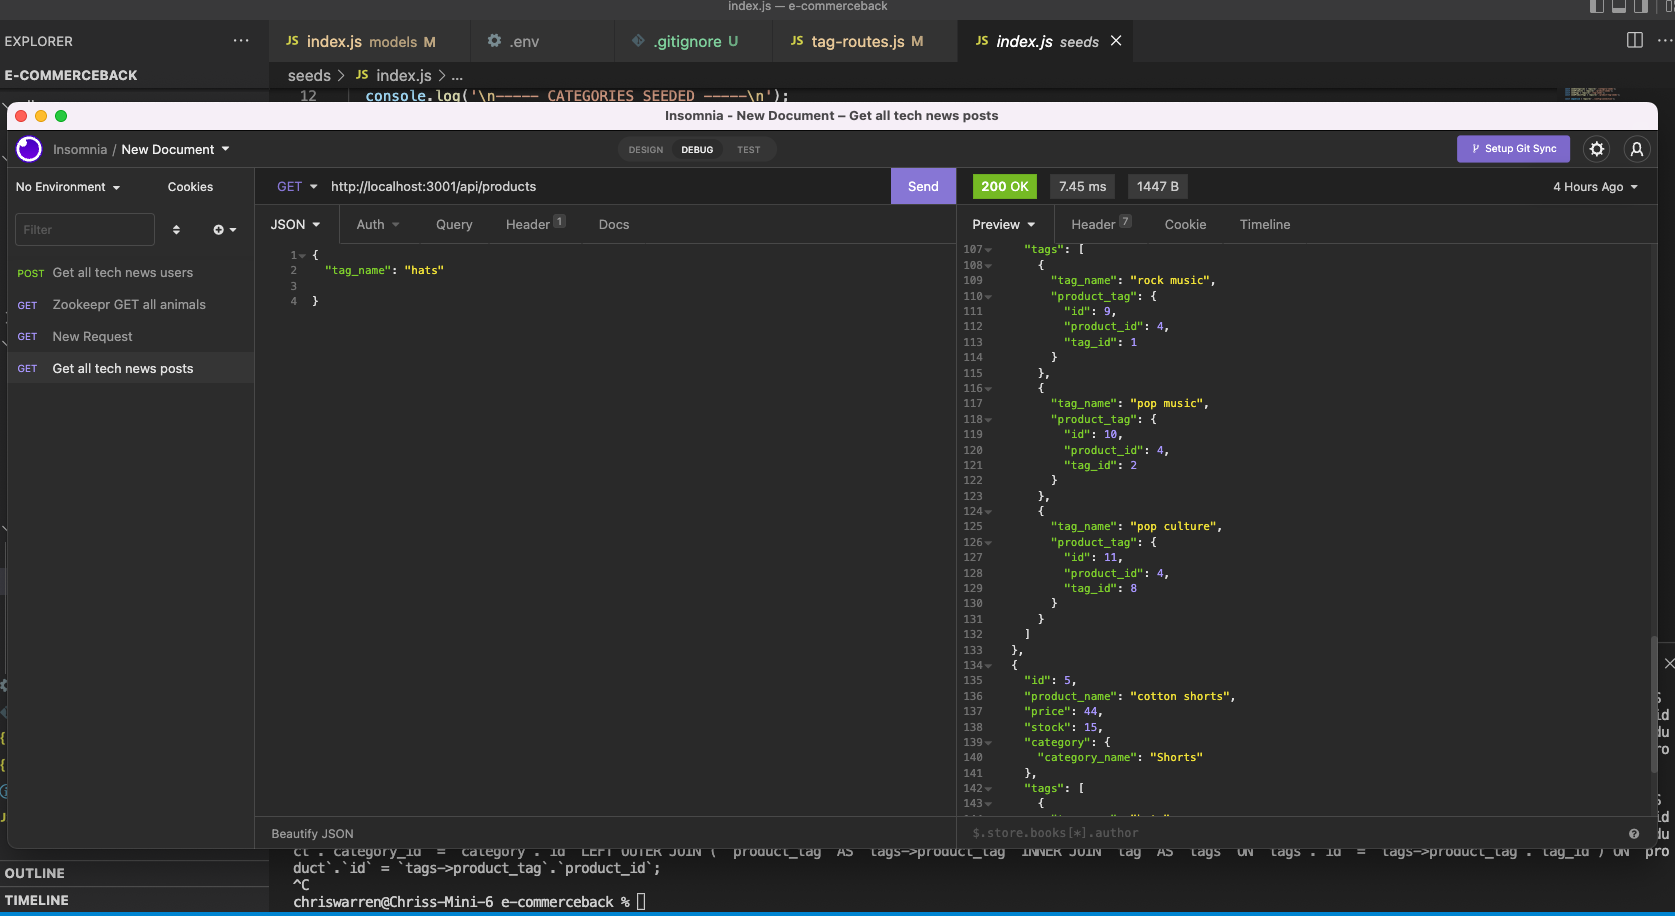 index.js — e-commerceback
EXPLORER ...
JS index.js models M
.env
.gitignore U
JS tag-routes.js M
JS index.js seeds
E-COMMERCEBACK
seeds > JS index.js > ...
12 console.log('\n----- CATEGORIES SEEDED -----\n');
Insomnia - New Document – Get all tech news posts
Insomnia / New Document
DESIGN DEBUG TEST
Setup Git Sync
No Environment
Cookies
GET http://localhost:3001/api/products
Send
200 OK 7.45 ms 1447 B
4 Hours Ago
Filter
JSON Auth Query Header 1 Docs
Preview Header 7 Cookie Timeline
POST Get all tech news users
GET Zookeepr GET all animals
GET New Request
GET Get all tech news posts
1 {
2 "tag_name": "hats"
3
4 }
107 "tags": [
108 {
109 "tag_name": "rock music",
110 "product_tag": {
111 "id": 9,
112 "product_id": 4,
113 "tag_id": 1
114 }
115 },
116 {
117 "tag_name": "pop music",
118 "product_tag": {
119 "id": 10,
120 "product_id": 4,
121 "tag_id": 2
122 }
123 },
124 {
125 "tag_name": "pop culture",
126 "product_tag": {
127 "id": 11,
128 "product_id": 4,
129 "tag_id": 8
130 }
131 }
132 ]
133 },
134 {
135 "id": 5,
136 "product_name": "cotton shorts",
137 "price": 44,
138 "stock": 15,
139 "category": {
140 "category_name": "Shorts"
141 },
142 "tags": [
143 {
Beautify JSON
$.store.books[*].author
OUTLINE
TIMELINE
ct`.`category_id` = `category`.`id` LEFT OUTER JOIN ( `product_tag` AS `tags->product_tag` INNER JOIN `tag` AS `tags` ON `tags`.`id` = `tags->product_tag`.`tag_id`) ON `pro
duct`.`id` = `tags->product_tag`.`product_id`;
^C
chriswarren@Chriss-Mini-6 e-commerceback %